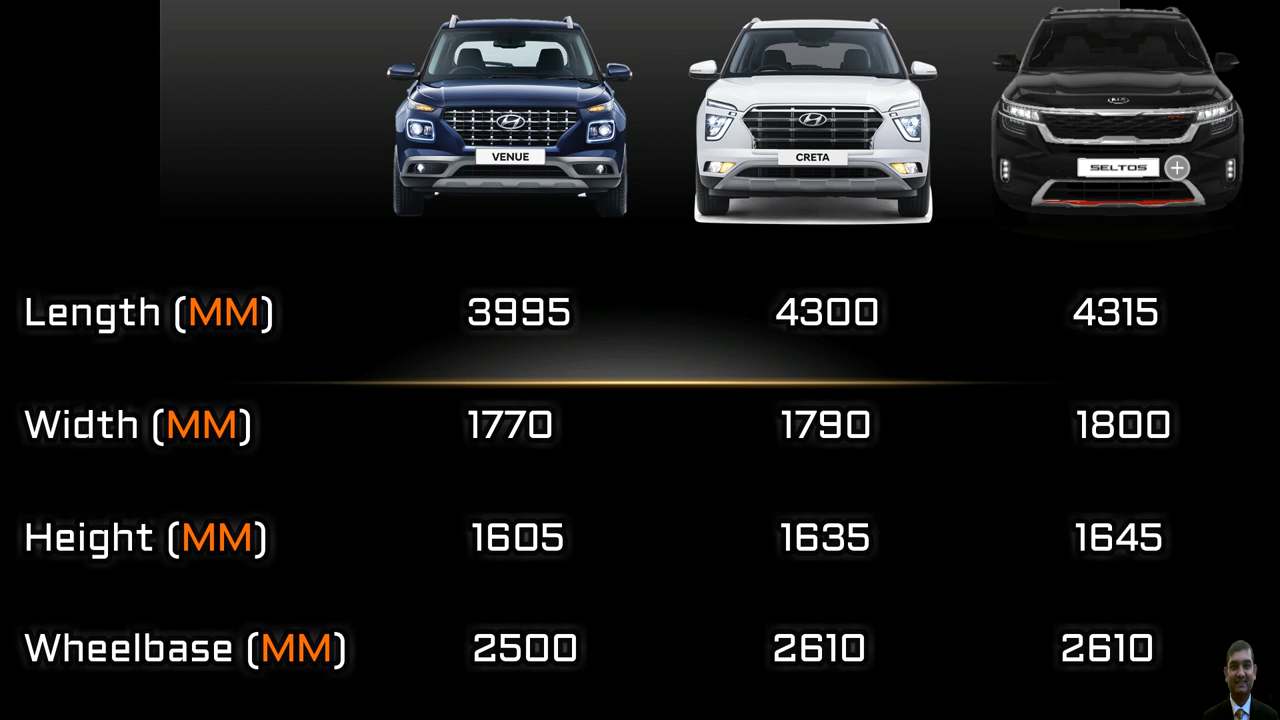 VENUE CRETA KIA SELTOS
Length (MM) 3995 4300 4315
Width (MM) 1770 1790 1800
Height (MM) 1605 1635 1645
Wheelbase (MM) 2500 2610 2610